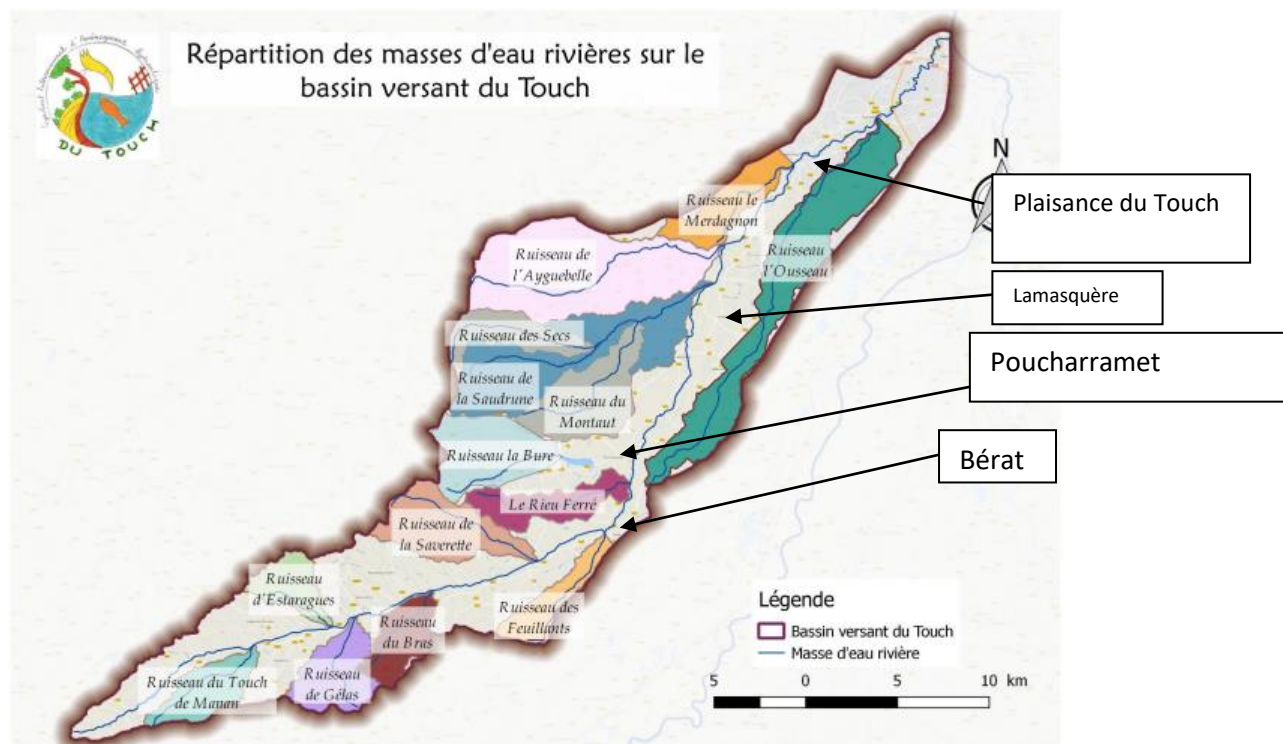 Répartition des masses d'eau rivières sur le
bassin versant du Touch
DU TOUCH
N
Plaisance du Touch
Ruisseau le
Merdagnon
Ruisseau de
l'Ayguebelle
Ruisseau
l'Ousseau
Lamasquère
Ruisseau des Secs
Poucharramet
Ruisseau de
la Saudrune
Ruisseau du
Montaut
Ruisseau la Bure
Bérat
Le Rieu Ferré
Ruisseau de
la Saverette
Ruisseau
d'Estaragues
Ruisseau des
Feuillants
Ruisseau
du Bras
Ruisseau
de Gélas
Ruisseau du Touch
de Manan
Légende
Bassin versant du Touch
Masse d'eau rivière
5 0 5 10 km